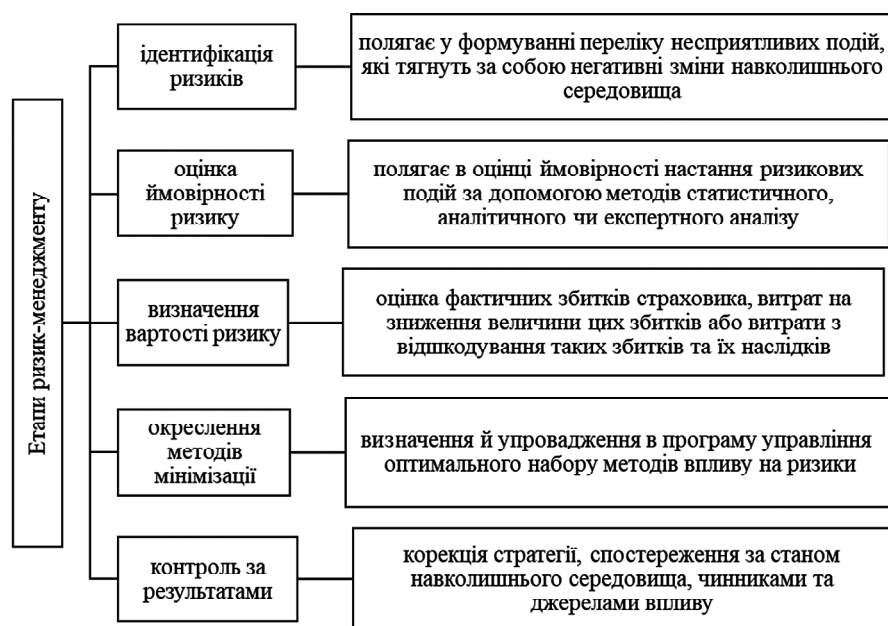 Етапи ризик-менеджменту
ідентифікація
ризиків
полягає у формуванні переліку несприятливих подій,
які тягнуть за собою негативні зміни навколишнього
середовища
оцінка
ймовірності
ризику
полягає в оцінці ймовірності настання ризикових
подій за допомогою методів статистичного,
аналітичного чи експертного аналізу
визначення
вартості ризику
оцінка фактичних збитків страховика, витрат на
зниження величини цих збитків або витрати з
відшкодування таких збитків та їх наслідків
окреслення
методів
мінімізації
визначення й упровадження в програму управління
оптимального набору методів впливу на ризики
контроль за
результатами
корекція стратегії, спостереження за станом
навколишнього середовища, чинниками та
джерелами впливу